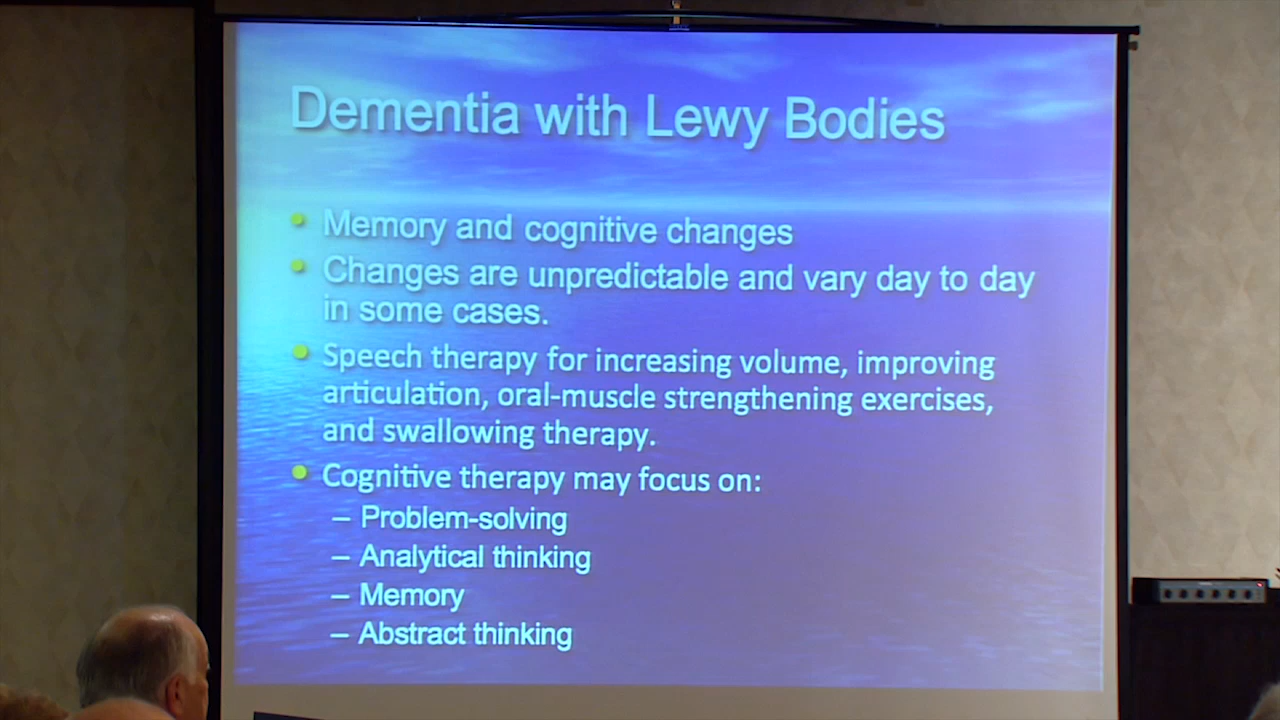 Dementia with Lewy Bodies
• Memory and cognitive changes
• Changes are unpredictable and vary day to day
in some cases.
• Speech therapy for increasing volume, improving
articulation, oral-muscle strengthening exercises,
and swallowing therapy.
• Cognitive therapy may focus on:
– Problem-solving
– Analytical thinking
– Memory
– Abstract thinking